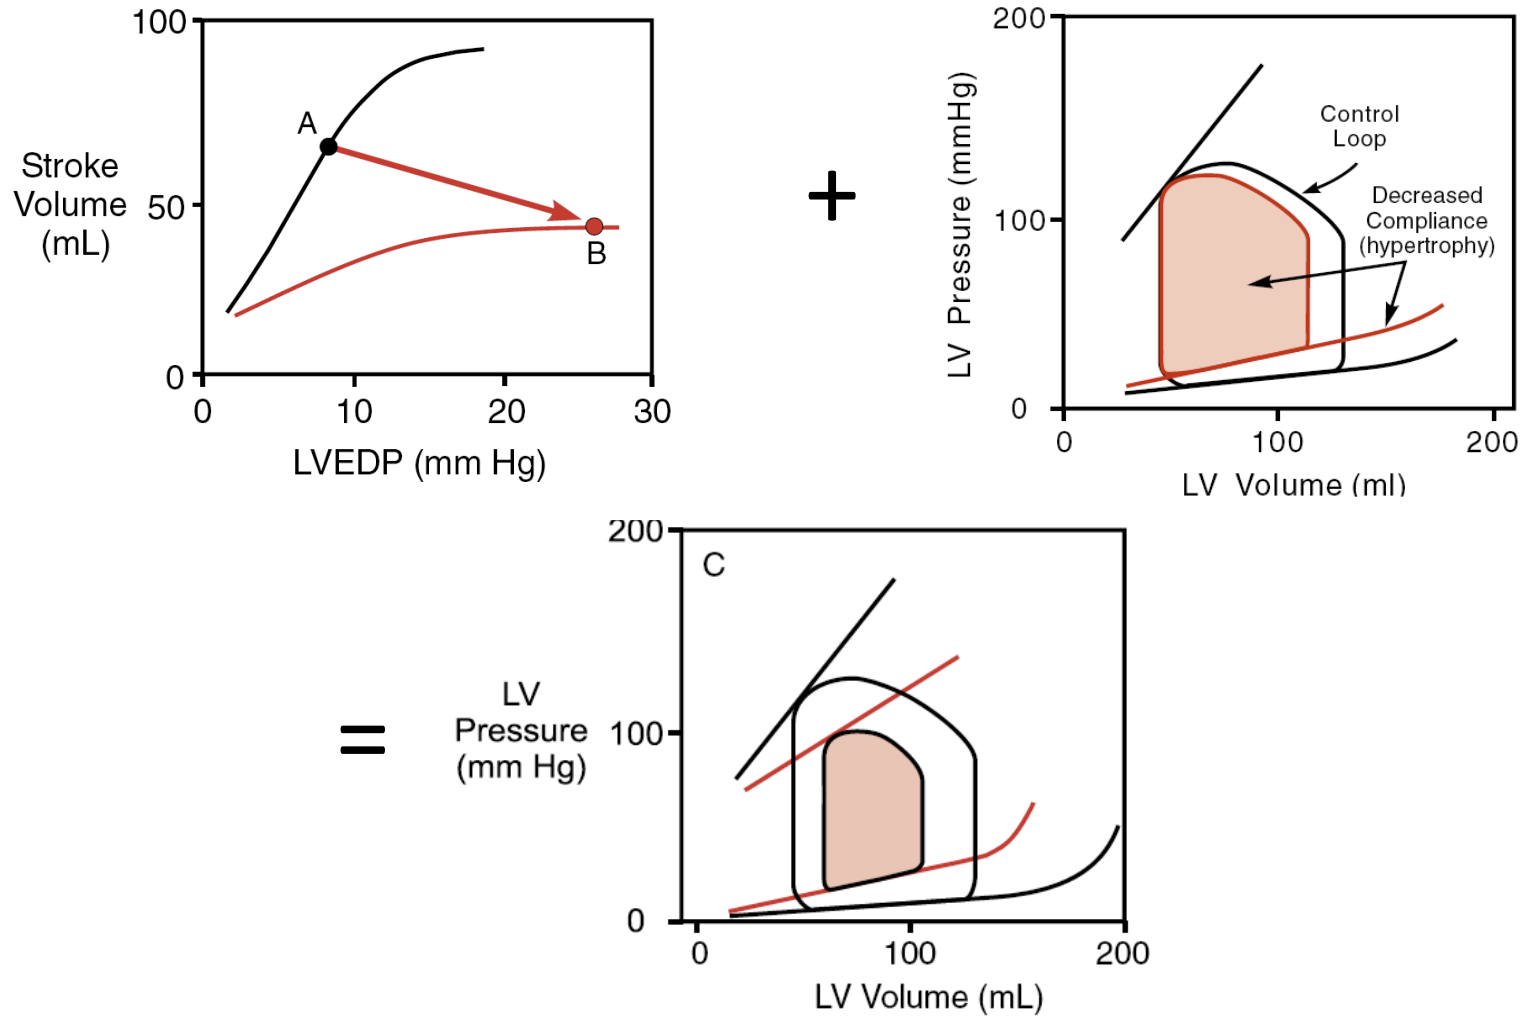 100
50
0
Stroke
Volume
(mL)
A
B
0 10 20 30
LVEDP (mm Hg)
+
200
100
0
LV Pressure (mmHg)
Control
Loop
Decreased
Compliance
(hypertrophy)
0 100 200
LV Volume (ml)
=
LV
Pressure
(mm Hg)
200
100
0
C
0 100 200
LV Volume (mL)